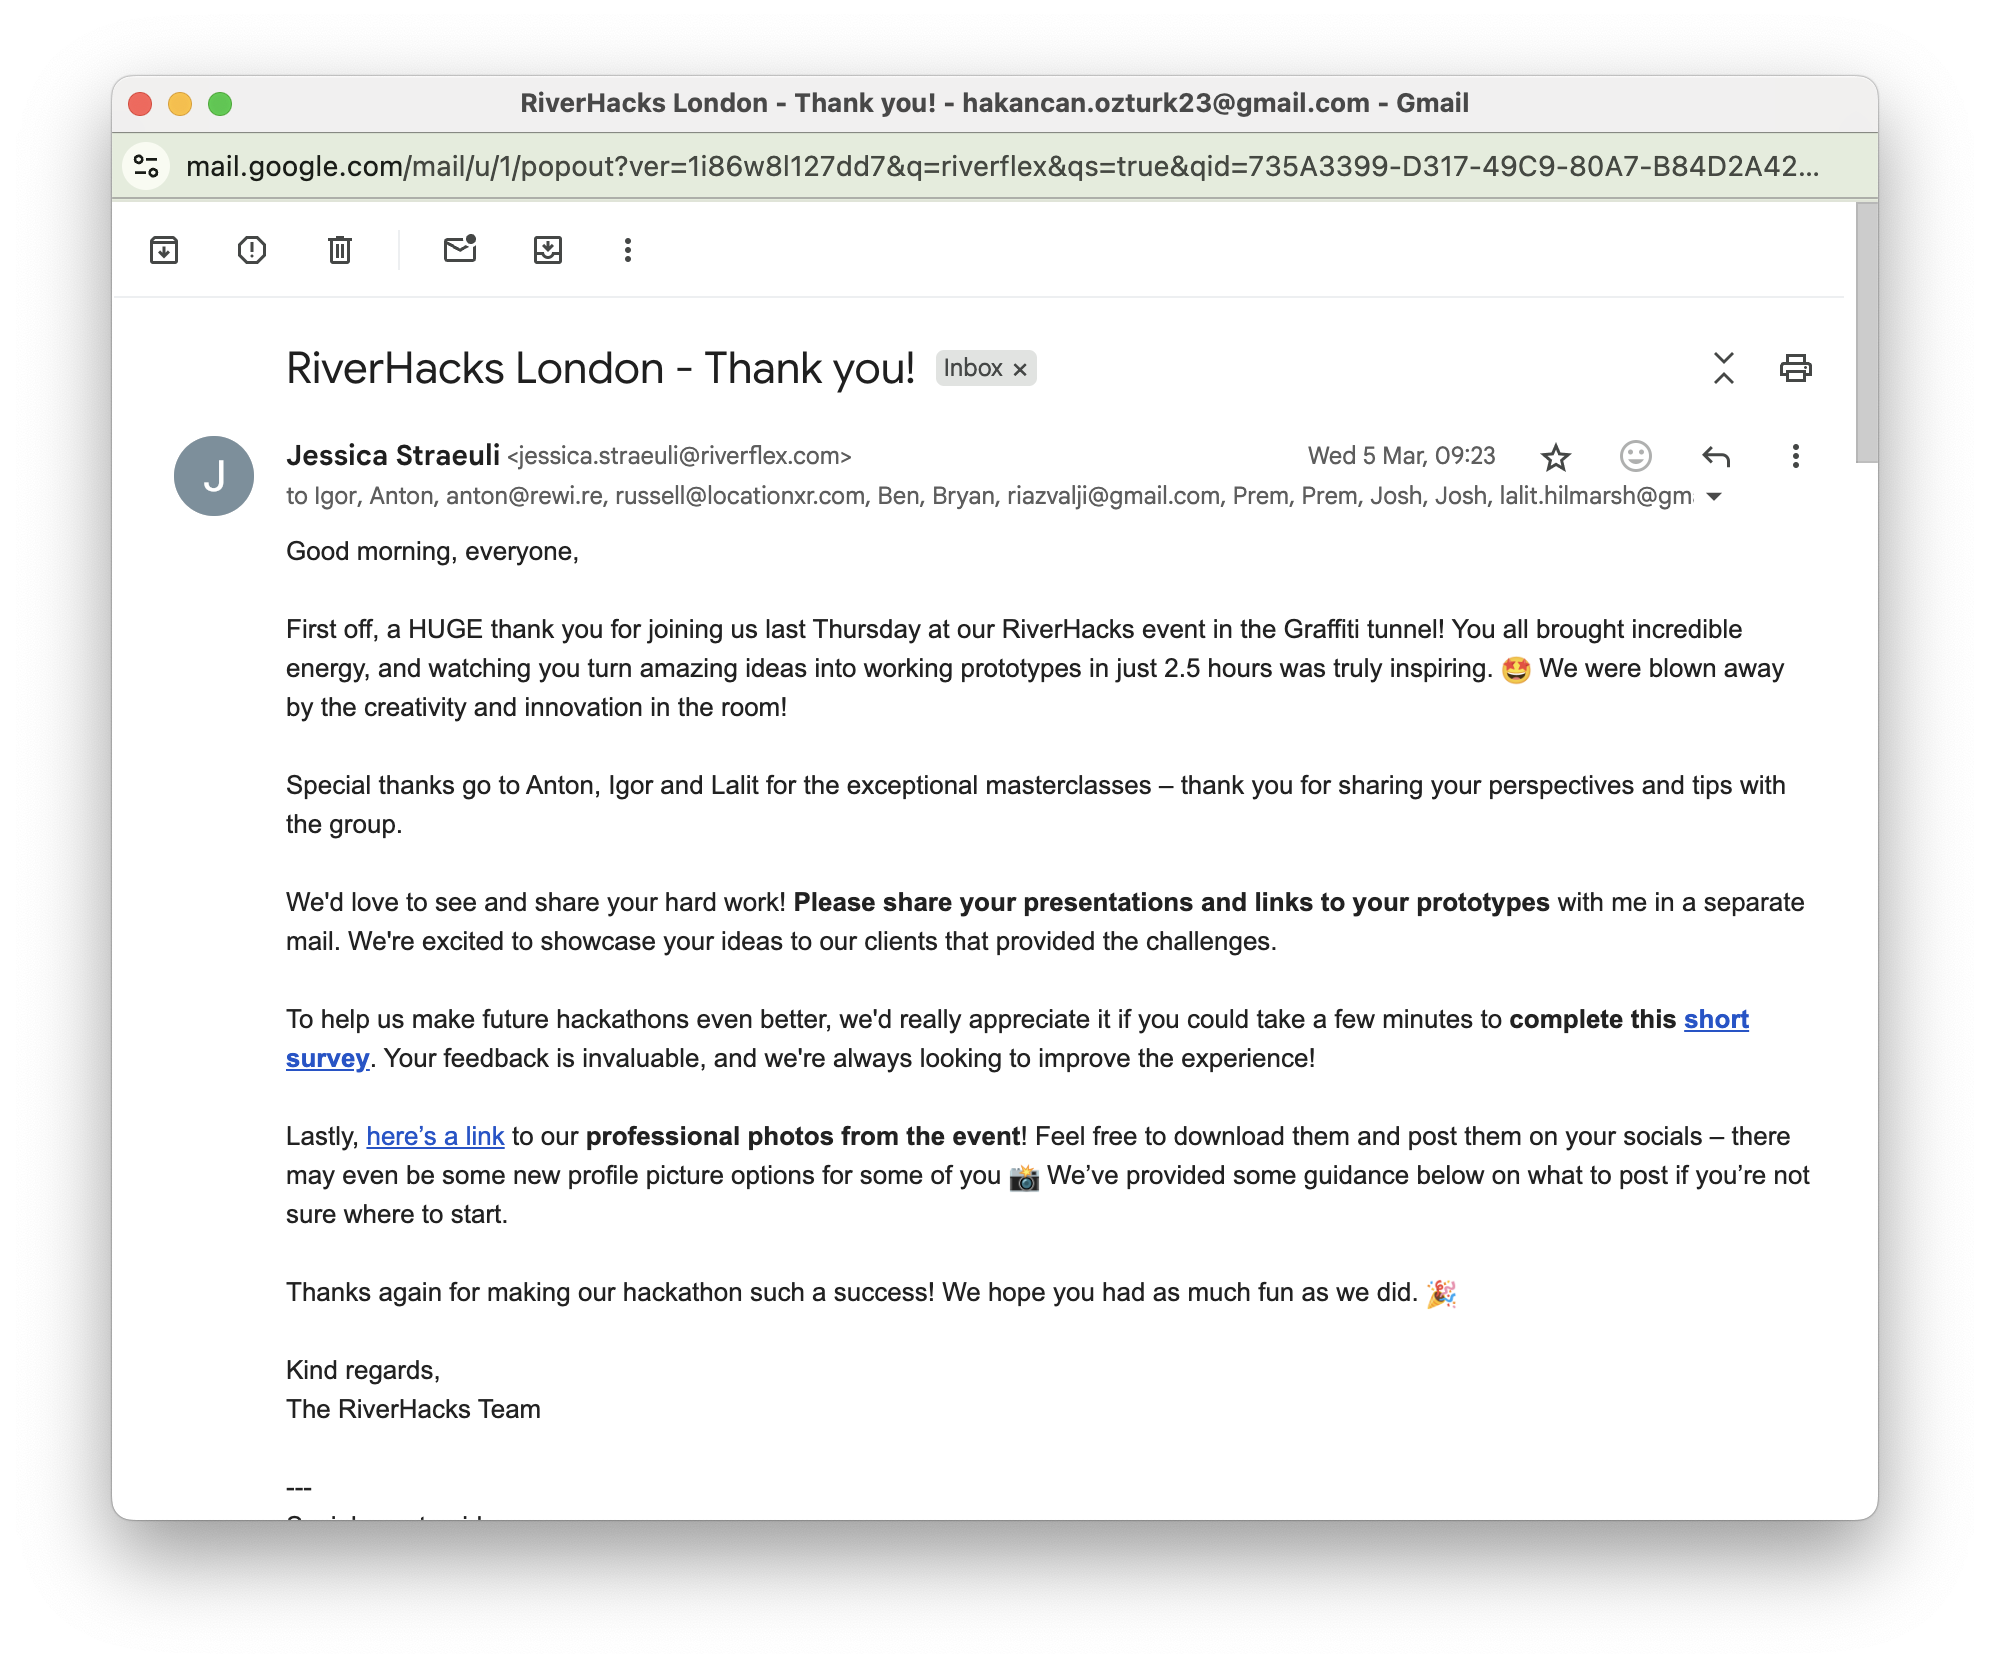 RiverHacks London - Thank you! - hakancan.ozturk23@gmail.com - Gmail
mail.google.com/mail/u/1/popout?ver=1i86w8l127dd7&q=riverflex&qs=true&qid=735A3399-D317-49C9-80A7-B84D2A42...
RiverHacks London - Thank you! Inbox ×
J
Jessica Straeuli <jessica.straeuli@riverflex.com> Wed 5 Mar, 09:23
to Igor, Anton, anton@rewi.re, russell@locationxr.com, Ben, Bryan, riazvalji@gmail.com, Prem, Prem, Josh, Josh, lalit.hilmarsh@gm
Good morning, everyone,
First off, a HUGE thank you for joining us last Thursday at our RiverHacks event in the Graffiti tunnel! You all brought incredible
energy, and watching you turn amazing ideas into working prototypes in just 2.5 hours was truly inspiring. 🤩 We were blown away
by the creativity and innovation in the room!
Special thanks go to Anton, Igor and Lalit for the exceptional masterclasses – thank you for sharing your perspectives and tips with
the group.
We'd love to see and share your hard work! Please share your presentations and links to your prototypes with me in a separate
mail. We're excited to showcase your ideas to our clients that provided the challenges.
To help us make future hackathons even better, we'd really appreciate it if you could take a few minutes to complete this short
survey. Your feedback is invaluable, and we're always looking to improve the experience!
Lastly, here’s a link to our professional photos from the event! Feel free to download them and post them on your socials – there
may even be some new profile picture options for some of you 📸 We’ve provided some guidance below on what to post if you’re not
sure where to start.
Thanks again for making our hackathon such a success! We hope you had as much fun as we did. 🎉
Kind regards,
The RiverHacks Team
---